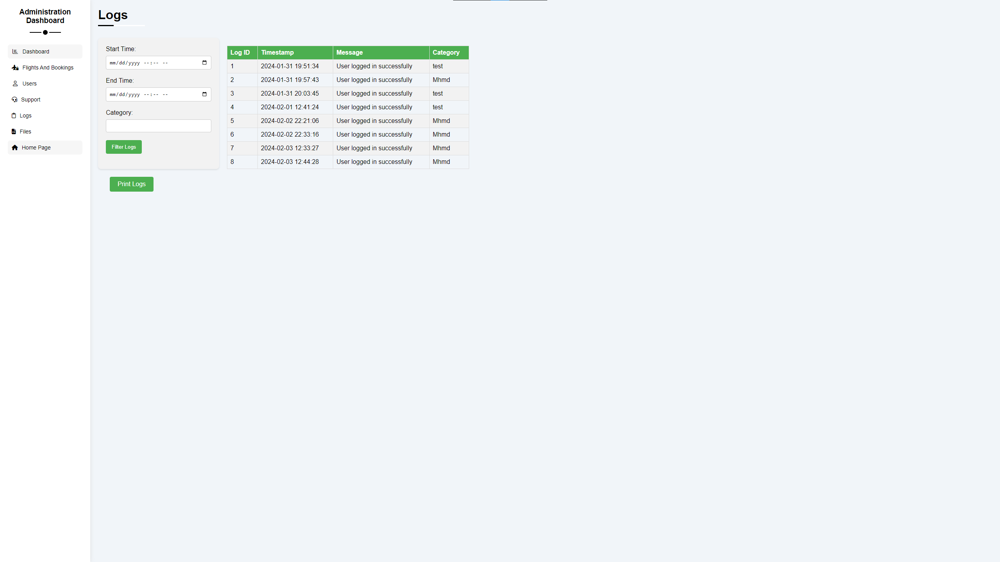 Administration
Dashboard
Dashboard
Flights And Bookings
Users
Support
Logs
Files
Home Page
Logs
Start Time:
mm/dd/yyyy --:-- --
End Time:
mm/dd/yyyy --:-- --
Category:
Filter Logs
Log ID Timestamp Message Category
1 2024-01-31 19:51:34 User logged in successfully test
2 2024-01-31 19:57:43 User logged in successfully Mhmd
3 2024-01-31 20:03:45 User logged in successfully test
4 2024-02-01 12:41:24 User logged in successfully test
5 2024-02-02 22:21:06 User logged in successfully Mhmd
6 2024-02-02 22:33:16 User logged in successfully Mhmd
7 2024-02-03 12:33:27 User logged in successfully Mhmd
8 2024-02-03 12:44:28 User logged in successfully Mhmd
Print Logs